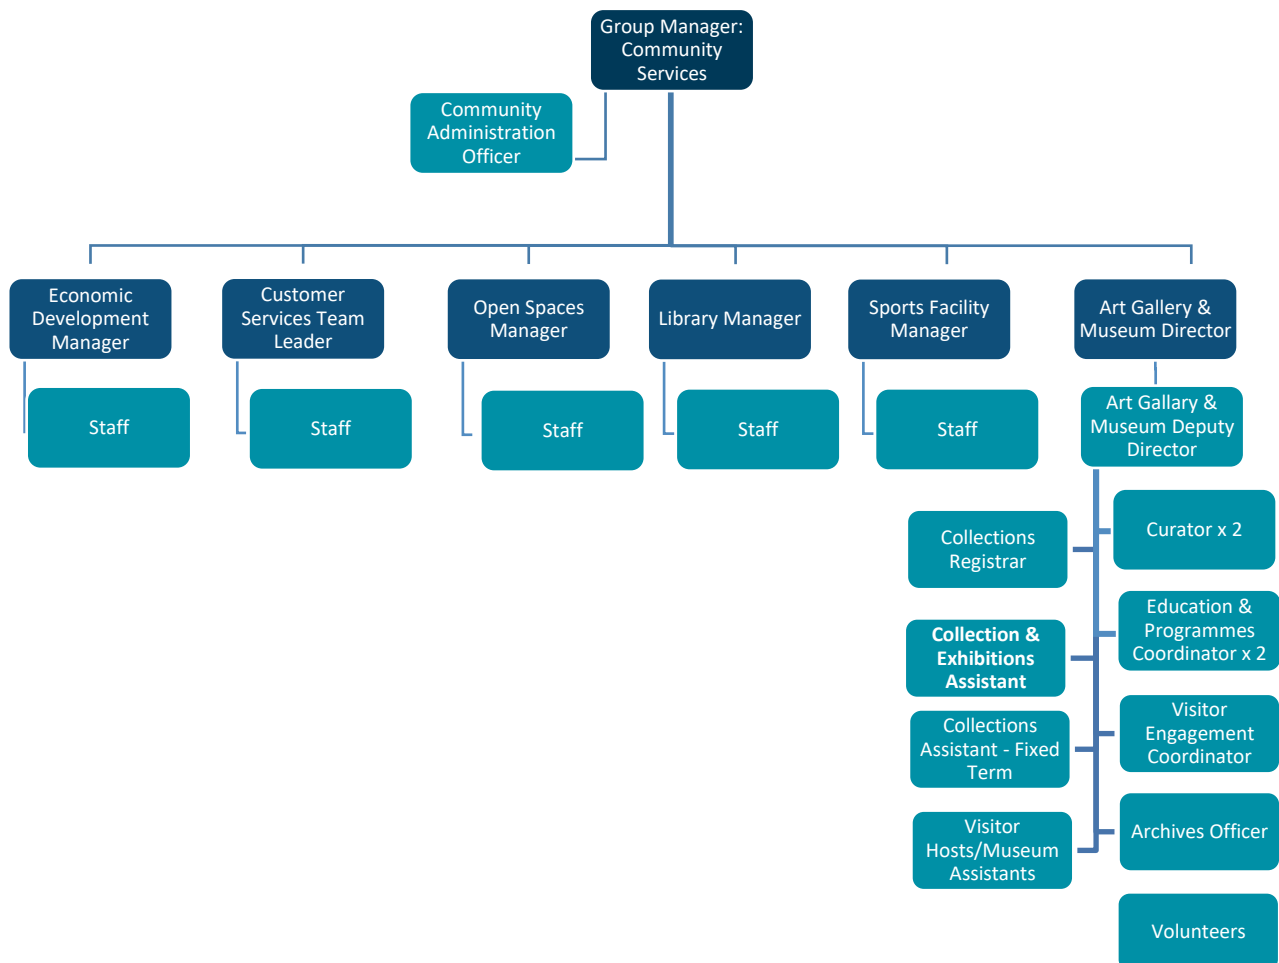 Group Manager:
Community
Services
Community
Administration
Officer
Economic
Development
Manager
Customer
Services Team
Leader
Open Spaces
Manager
Library Manager
Sports Facility
Manager
Art Gallery &
Museum Director
Staff
Staff
Staff
Staff
Staff
Art Gallary &
Museum Deputy
Director
Collections
Registrar
Curator x 2
Collection &
Exhibitions
Assistant
Education &
Programmes
Coordinator x 2
Collections
Assistant - Fixed
Term
Visitor
Engagement
Coordinator
Visitor
Hosts/Museum
Assistants
Archives Officer
Volunteers